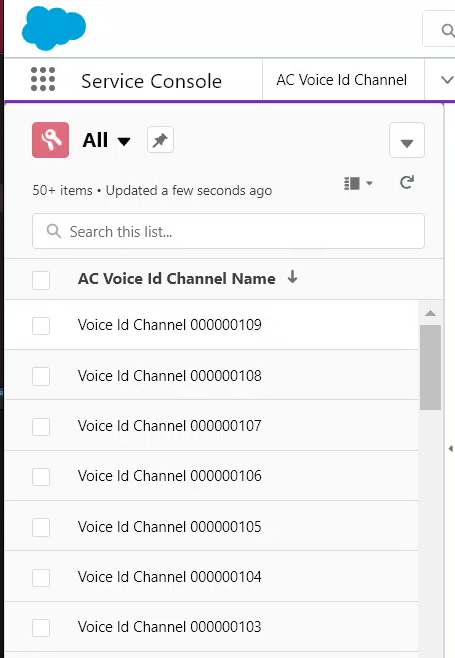 Service Console
AC Voice Id Channel
All
50+ items • Updated a few seconds ago
Search this list...
AC Voice Id Channel Name
Voice Id Channel 000000109
Voice Id Channel 000000108
Voice Id Channel 000000107
Voice Id Channel 000000106
Voice Id Channel 000000105
Voice Id Channel 000000104
Voice Id Channel 000000103